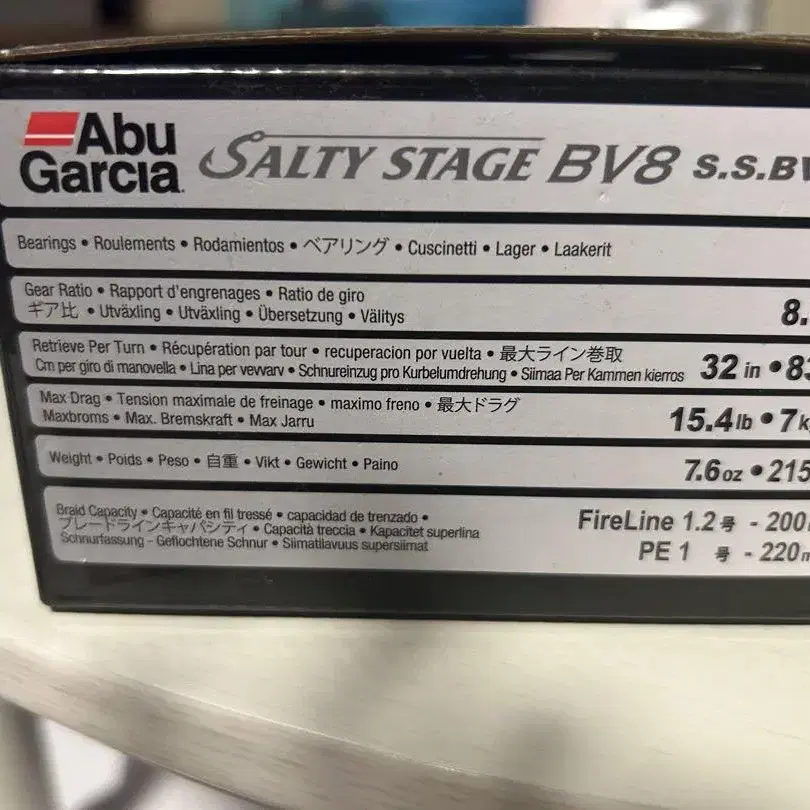 Abu
Garcia
SALTY STAGE BV8 S.S.BV
Bearings • Roulements • Rodamientos • ベアリング • Cuscinetti • Lager • Laakerit
Gear Ratio • Rapport d'engrenages • Ratio de giro
ギア比 • Utväxling • Utväxling • Übersetzung • Välitys
8.
Retrieve Per Turn • Récupération par tour • recuperacion por vuelta • 最大ライン巻取
Cm per giro di manovella • Lina per vevvarv • Schnureinzug pro Kurbelumdrehung • Siimaa Per Kammen kierros
32 in • 83
Max Drag • Tension maximale de freinage • maximo freno • 最大ドラグ
Maxbroms • Max. Bremskraft • Max Jarru
15.4lb • 7k
Weight • Poids • Peso • 自重 • Vikt • Gewicht • Paino
7.6oz • 215
Braid Capacity • Capacité en fil tressé • capacidad de trenzado •
ブレードラインキャパシティ • Capacità treccia • Kapacitet superlina
Schnurfassung - Geflochtene Schnur • Siimatilavuus supersiimat
FireLine 1.2号 - 200
PE 1 号 - 220m